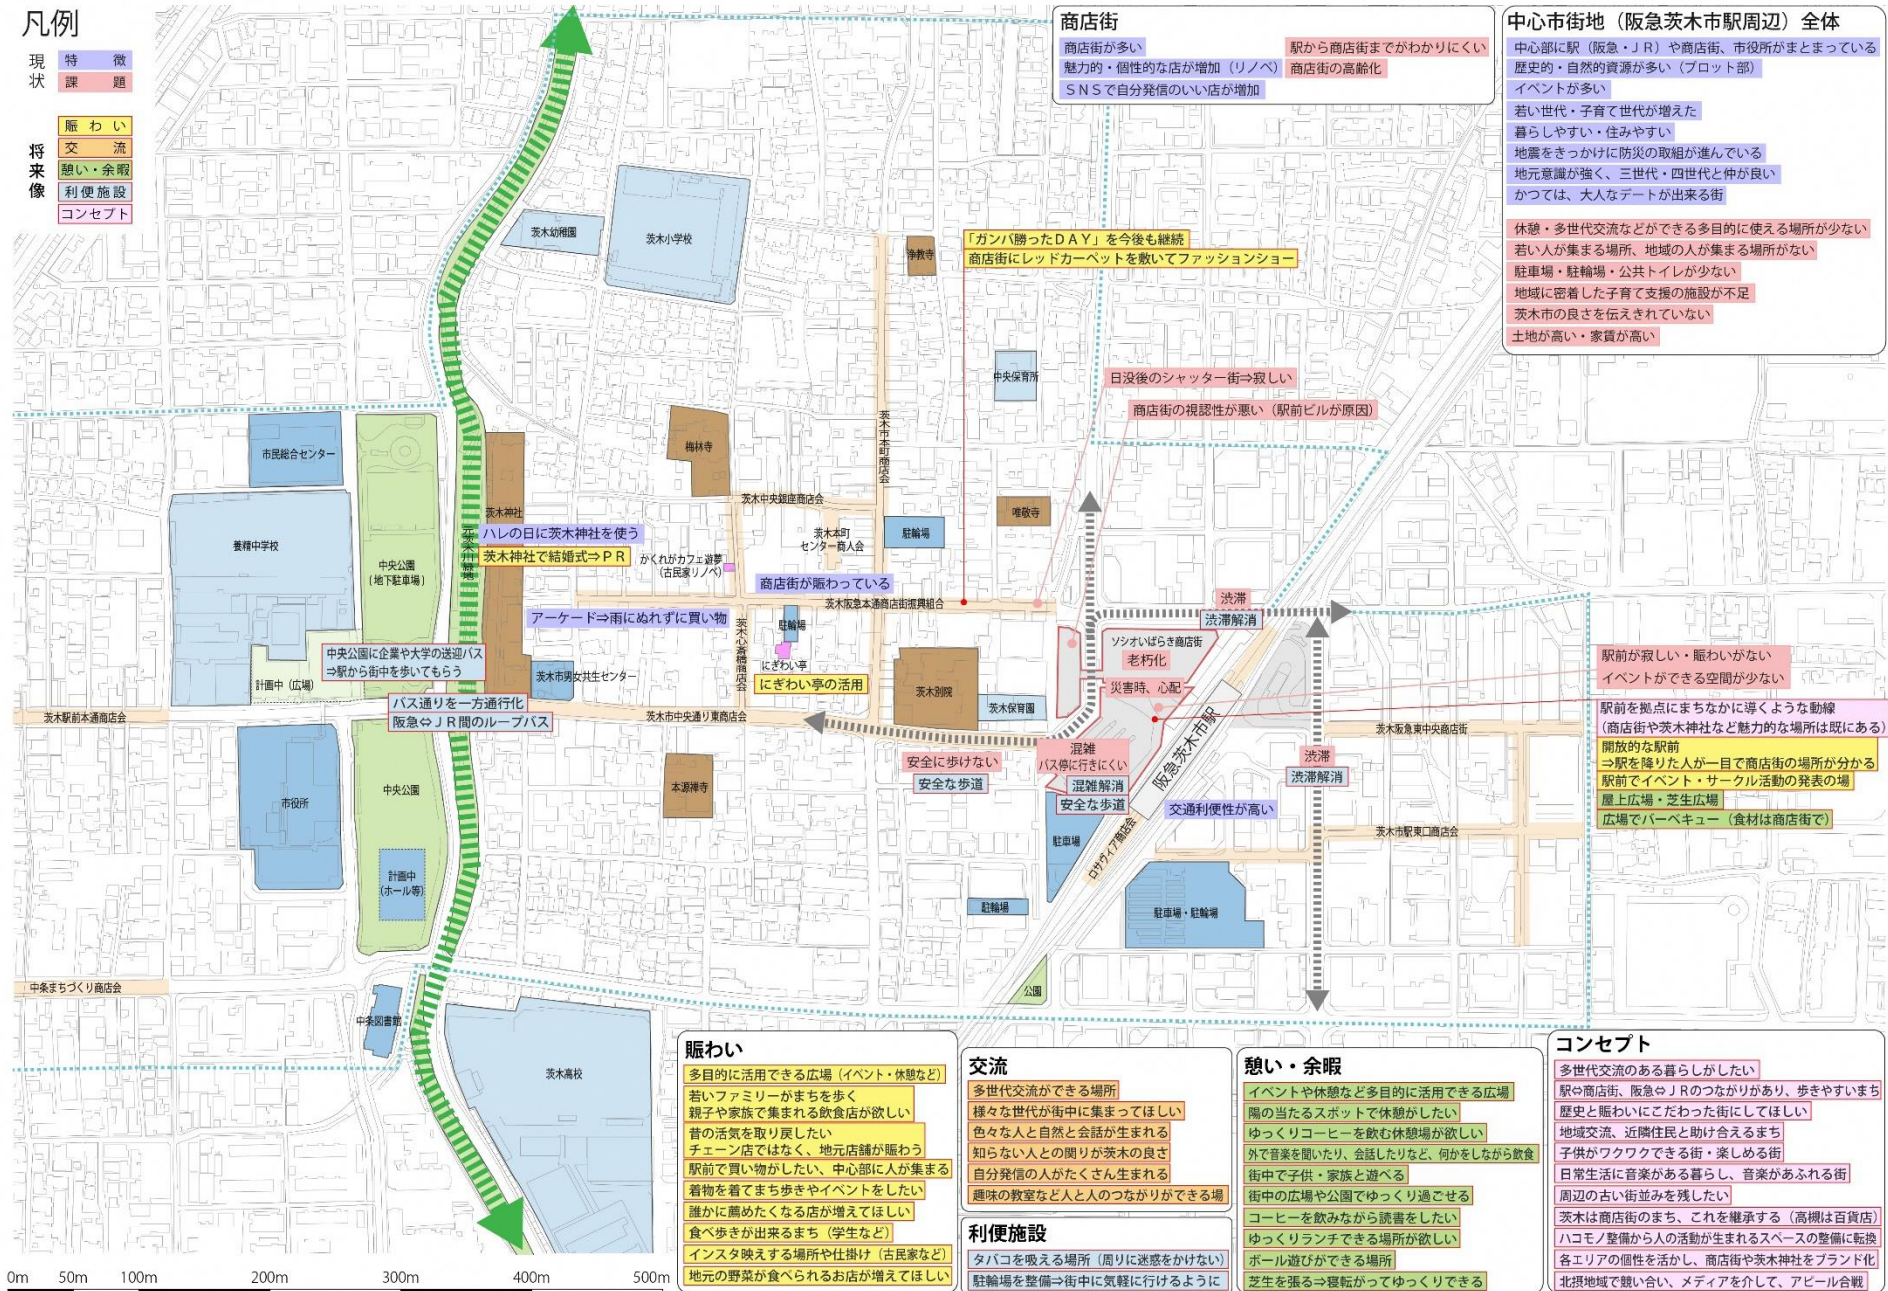 凡例
現状
特 徴
課 題
将来像
賑 わ い
交 流
憩い・余暇
利便施設
コンセプト
商店街
商店街が多い
魅力的・個性的な店が増加（リノベ）
ＳＮＳで自分発信のいい店が増加
駅から商店街までがわかりにくい
商店街の高齢化
中心市街地（阪急茨木市駅周辺）全体
中心部に駅（阪急・ＪＲ）や商店街、市役所がまとまっている
歴史的・自然的資源が多い（プロット部）
イベントが多い
若い世代・子育て世代が増えた
暮らしやすい・住みやすい
地震をきっかけに防災の取組が進んでいる
地元意識が強く、三世代・四世代と仲が良い
かつては、大人なデートが出来る街
休憩・多世代交流などができる多目的に使える場所が少ない
若い人が集まる場所、地域の人が集まる場所がない
駐車場・駐輪場・公共トイレが少ない
地域に密着した子育て支援の施設が不足
茨木市の良さを伝えきれていない
土地が高い・家賃が高い
茨木幼稚園
茨木小学校
浄教寺
「ガンバ勝ったＤＡＹ」を今後も継続
商店街にレッドカーペットを敷いてファッションショー
中央保育所
日没後のシャッター街⇒寂しい
商店街の視認性が悪い（駅前ビルが原因）
市民総合センター
梅林寺
茨木市本町商店会
養精中学校
中央公園
（地下駐車場）
元茨木川緑地
茨木神社
ハレの日に茨木神社を使う
茨木神社で結婚式⇒ＰＲ
茨木中央銀座商店会
茨木本町
センター商人会
駐輪場
唯敬寺
かくれがカフェ遊夢
（古民家リノベ）
商店街が賑わっている
茨木阪急本通商店街振興組合
アーケード⇒雨にぬれずに買い物
駐輪場
茨木心斎橋商店会
にぎわい亭
にぎわい亭の活用
渋滞
渋滞解消
ソシオいばらき商店街
老朽化
災害時、心配
中央公園に企業や大学の送迎バス
⇒駅から街中を歩いてもらう
計画中（広場）
茨木市男女共生センター
茨木別院
茨木保育園
バス通りを一方通行化
阪急⇔ＪＲ間のループバス
茨木駅前本通商店会
茨木市中央通り東商店会
駅前が寂しい・賑わいがない
イベントができる空間が少ない
駅前を拠点にまちなかに導くような動線
（商店街や茨木神社など魅力的な場所は既にある）
開放的な駅前
⇒駅を降りた人が一目で商店街の場所が分かる
駅前でイベント・サークル活動の発表の場
屋上広場・芝生広場
広場でバーベキュー（食材は商店街で）
茨木阪急東中央商店街
阪急茨木市駅
混雑
バス停に行きにくい
混雑解消
安全な歩道
安全に歩けない
安全な歩道
渋滞
渋滞解消
交通利便性が高い
市役所
中央公園
本源禅寺
計画中
（ホール等）
駐車場
ロサヴィア商店会
茨木市駅東口商店会
駐輪場
駐車場・駐輪場
公園
中条まちづくり商店会
中条図書館
茨木高校
賑わい
多目的に活用できる広場（イベント・休憩など）
若いファミリーがまちを歩く
親子や家族で集まれる飲食店が欲しい
昔の活気を取り戻したい
チェーン店ではなく、地元店舗が賑わう
駅前で買い物がしたい、中心部に人が集まる
着物を着てまち歩きやイベントをしたい
誰かに薦めたくなる店が増えてほしい
食べ歩きが出来るまち（学生など）
インスタ映えする場所や仕掛け（古民家など）
地元の野菜が食べられるお店が増えてほしい
交流
多世代交流ができる場所
様々な世代が街中に集まってほしい
色々な人と自然と会話が生まれる
知らない人との関りが茨木の良さ
自分発信の人がたくさん生まれる
趣味の教室など人と人のつながりができる場
利便施設
タバコを吸える場所（周りに迷惑をかけない）
駐輪場を整備⇒街中に気軽に行けるように
憩い・余暇
イベントや休憩など多目的に活用できる広場
陽の当たるスポットで休憩がしたい
ゆっくりコーヒーを飲む休憩場が欲しい
外で音楽を聞いたり、会話したりなど、何かをしながら飲食
街中で子供・家族と遊べる
街中の広場や公園でゆっくり過ごせる
コーヒーを飲みながら読書をしたい
ゆっくりランチできる場所が欲しい
ボール遊びができる場所
芝生を張る⇒寝転がってゆっくりできる
コンセプト
多世代交流のある暮らしがしたい
駅⇔商店街、阪急⇔ＪＲのつながりがあり、歩きやすいまち
歴史と賑わいにこだわった街にしてほしい
地域交流、近隣住民と助け合えるまち
子供がワクワクできる街・楽しめる街
日常生活に音楽がある暮らし、音楽があふれる街
周辺の古い街並みを残したい
茨木は商店街のまち、これを継承する（高槻は百貨店）
ハコモノ整備から人の活動が生まれるスペースの整備に転換
各エリアの個性を活かし、商店街や茨木神社をブランド化
北摂地域で競い合い、メディアを介して、アピール合戦
0m 50m 100m 200m 300m 400m 500m